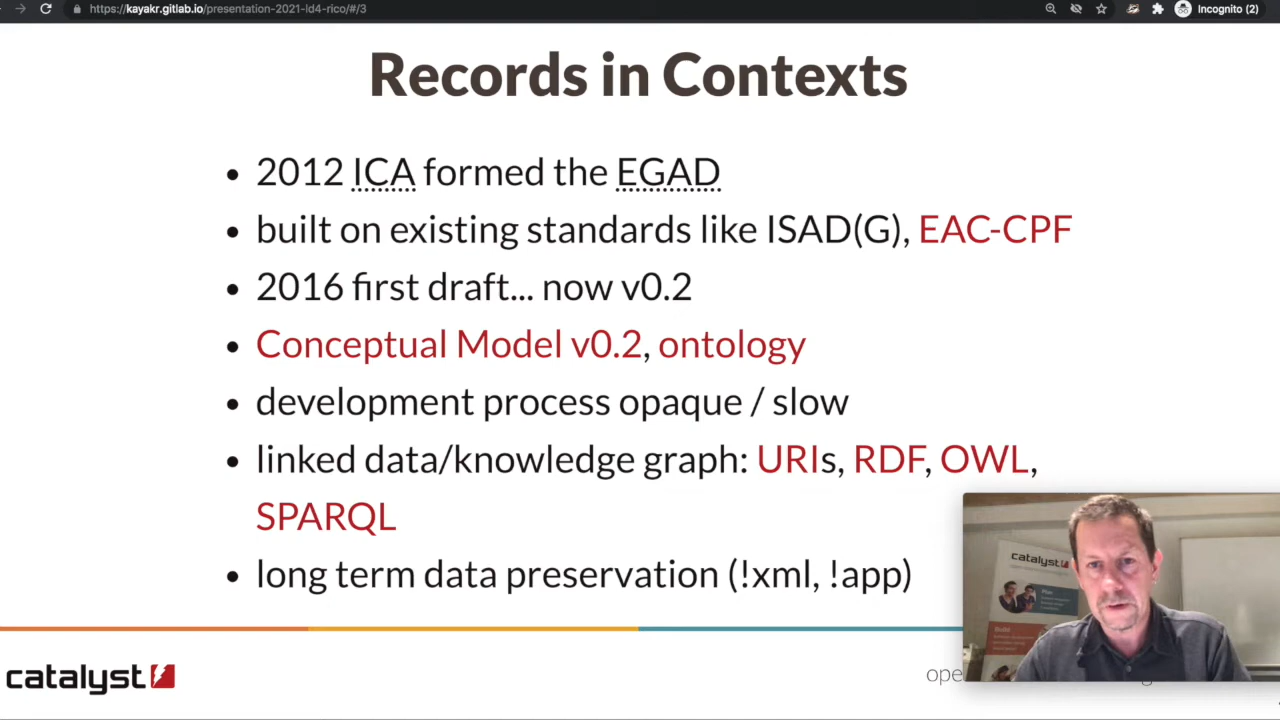 https://kayakr.gitlab.io/presentation-2021-ld4-rico/#/3
Incognito (2)
Records in Contexts
• 2012 ICA formed the EGAD
• built on existing standards like ISAD(G), EAC-CPF
• 2016 first draft... now v0.2
• Conceptual Model v0.2, ontology
• development process opaque / slow
• linked data/knowledge graph: URIs, RDF, OWL,
SPARQL
• long term data preservation (!xml, !app)
catalyst
catalyst
Plan
Build
ope